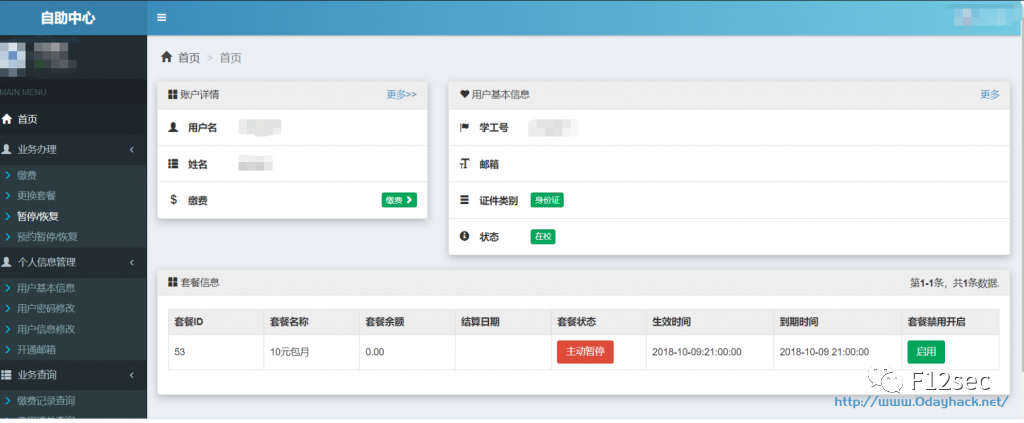 自助中心
MAIN MENU
首页
业务办理
缴费
更换套餐
暂停/恢复
预约暂停/恢复
个人信息管理
用户基本信息
用户密码修改
用户信息修改
开通邮箱
业务查询
缴费记录查询
首页 > 首页
账户详情 更多>>
用户名
姓名
$ 缴费 缴费
用户基本信息 更多
学工号
邮箱
证件类别 身份证
状态 在校
套餐信息 第1-1条，共1条数据.
套餐ID 套餐名称 套餐余额 结算日期 套餐状态 生效时间 到期时间 套餐禁用开启
53 10元包月 0.00 主动暂停 2018-10-09:21:00:00 2018-10-09 21:00:00 启用
F12sec
http://www.0dayhack.net/